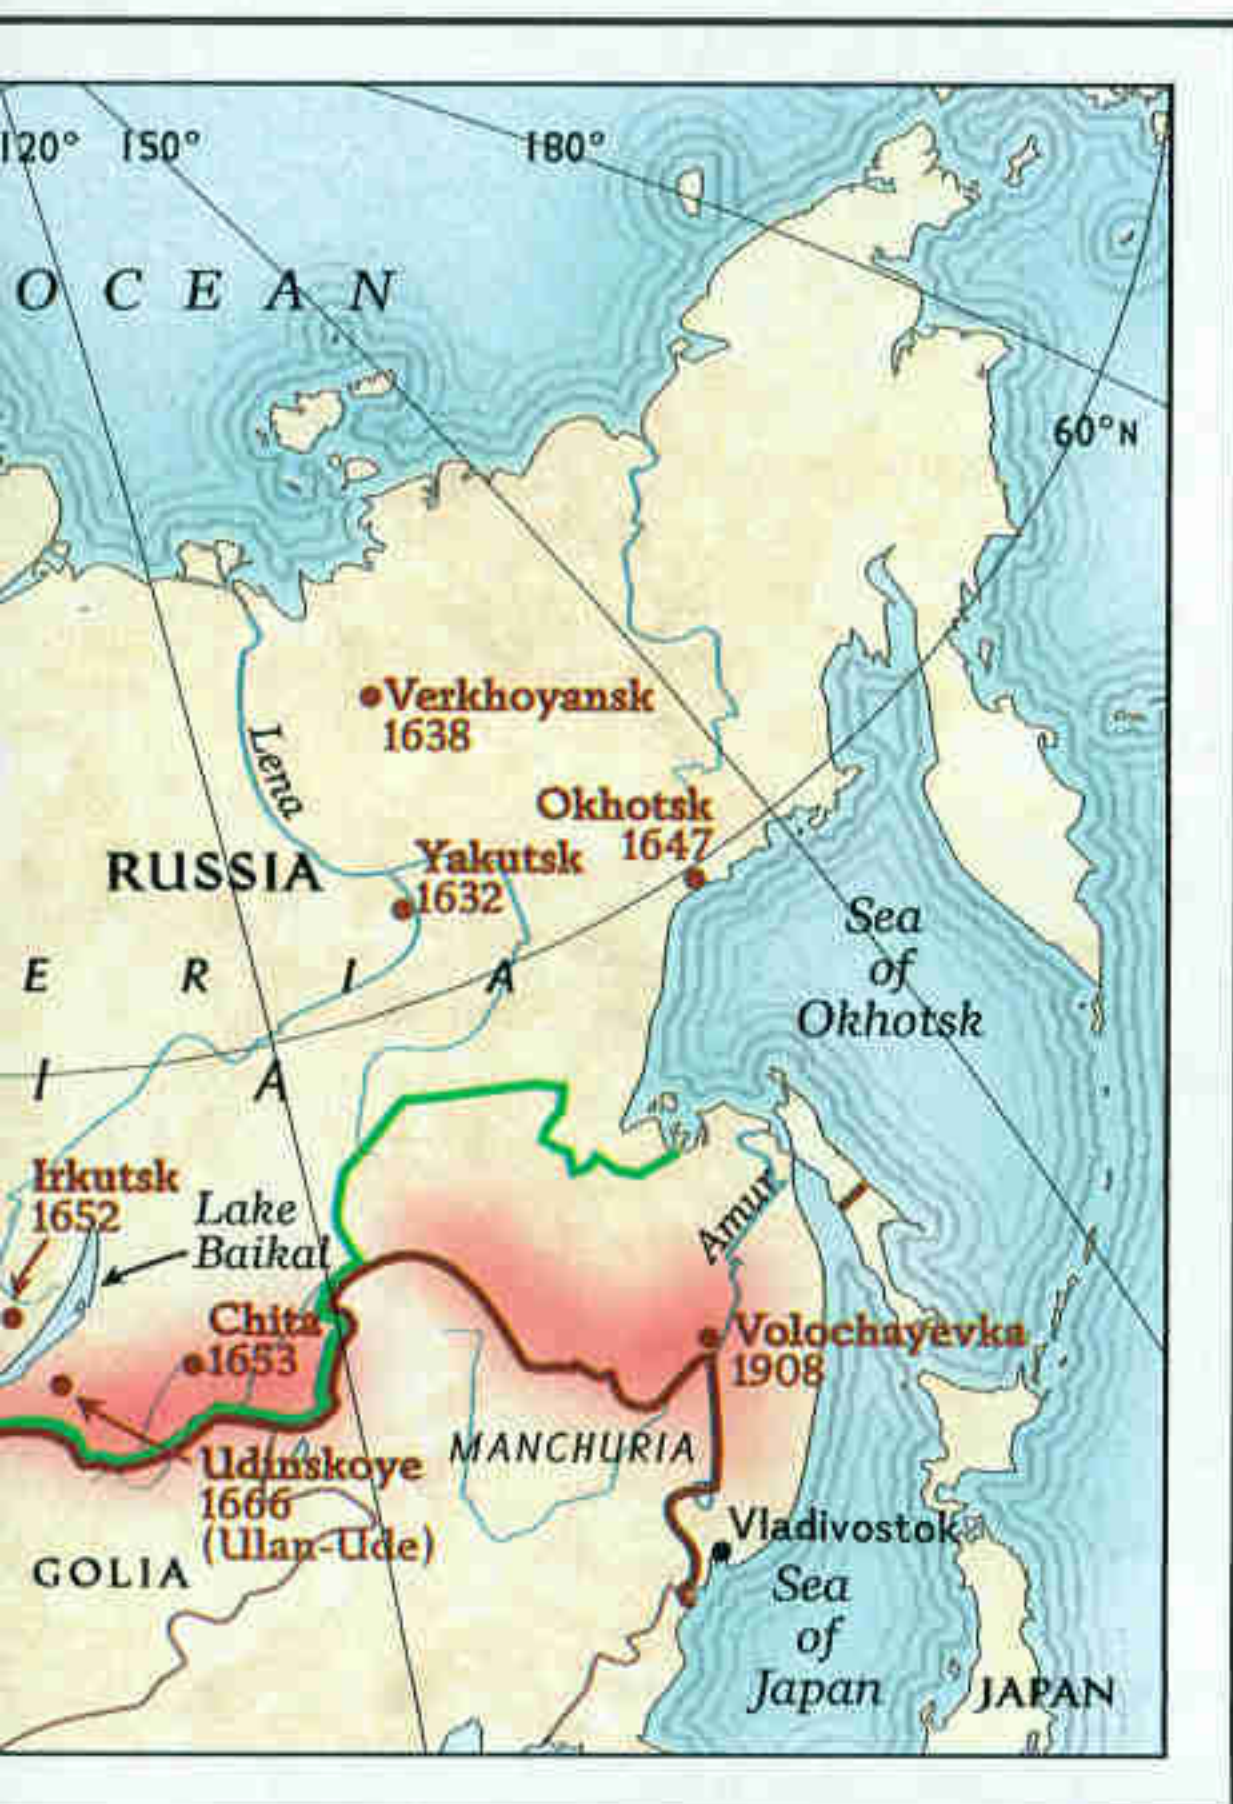 120° 150° 180°
OCEAN
60°N
Verkhoyansk
1638
Lena
Okhotsk
1647
RUSSIA
Yakutsk
1632
Sea
of
Okhotsk
E R I A
I A
Irkutsk
1652
Lake
Baikal
Amur
Chita
1653
Volochayevka
1908
MANCHURIA
Udinskoye
1666
(Ulan-Ude)
Vladivostok
GOLIA
Sea
of
Japan
JAPAN